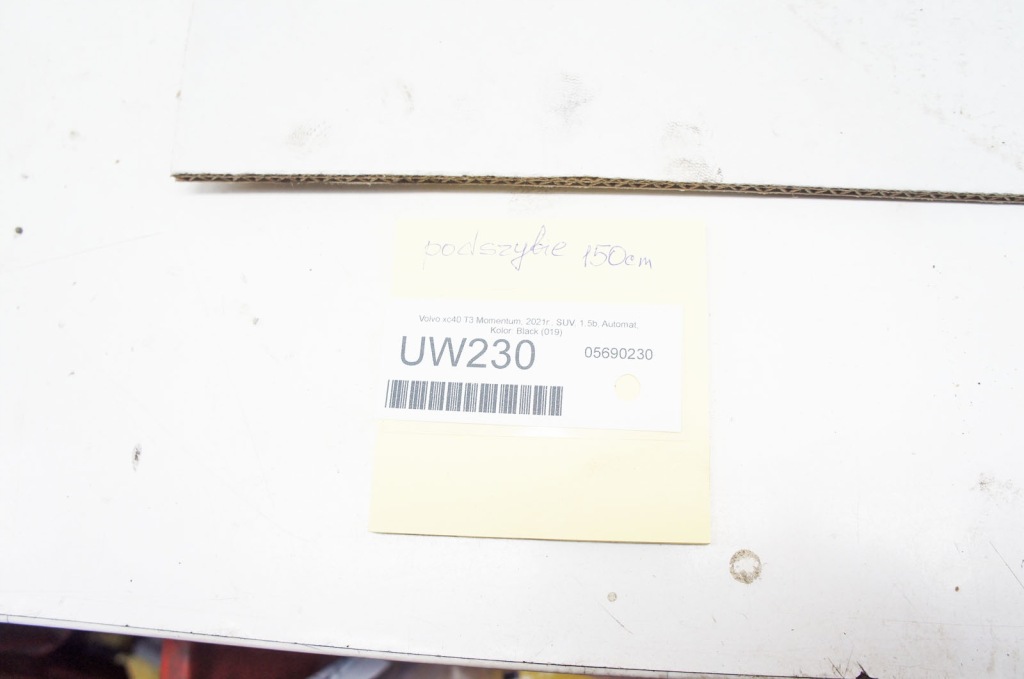 podszybie 150cm
Volvo xc40 T3 Momentum, 2021r., SUV, 1.5b, Automat,
Kolor: Black (019)
UW230 05690230